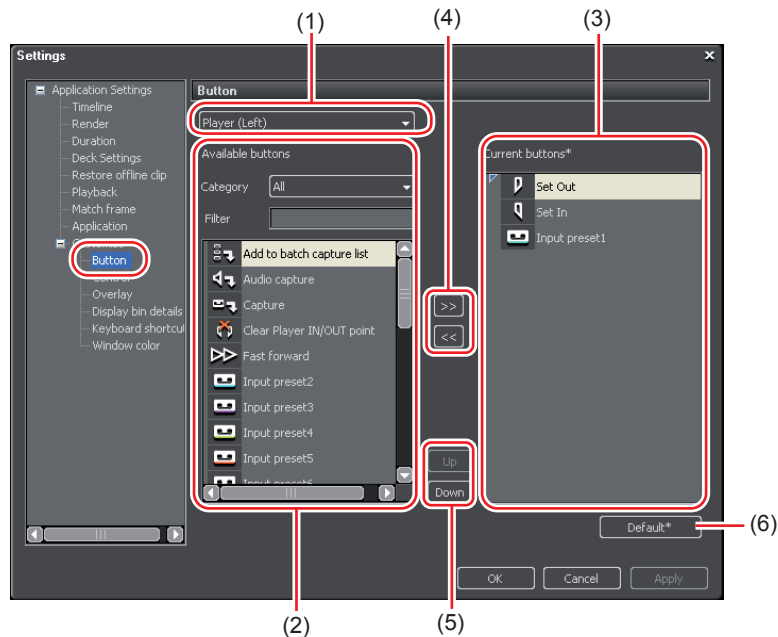 (1)
(4)
(3)
Settings
x
Application Settings
Timeline
Render
Duration
Deck Settings
Restore offline clip
Playback
Match frame
Application
Button
Overlay
Display bin details
Keyboard shortcu
Window color
Button
Player (Left)
Available buttons
Category
All
Filter
Add to batch capture list
Audio capture
Capture
Clear Player IN/OUT point
Fast forward
Input preset2
Input preset3
Input preset4
Input preset5
>>
<<
Up
Down
Current buttons*
Set Out
Set In
Input preset1
Default*
(6)
OK
Cancel
Apply
(2)
(5)